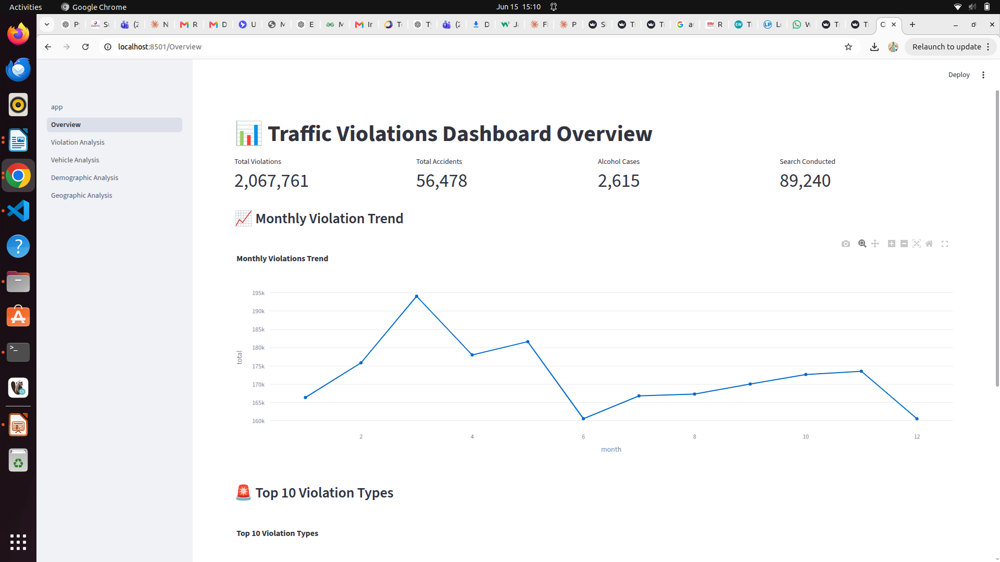 Activities Google Chrome Jun 15 15:10
localhost:8501/Overview Relaunch to update
Deploy
app
Overview
Violation Analysis
Vehicle Analysis
Demographic Analysis
Geographic Analysis
Traffic Violations Dashboard Overview
Total Violations Total Accidents Alcohol Cases Search Conducted
2,067,761 56,478 2,615 89,240
Monthly Violation Trend
Monthly Violations Trend
195k
190k
185k
180k
175k
170k
165k
160k
total
2 4 6 8 10 12
month
Top 10 Violation Types
Top 10 Violation Types